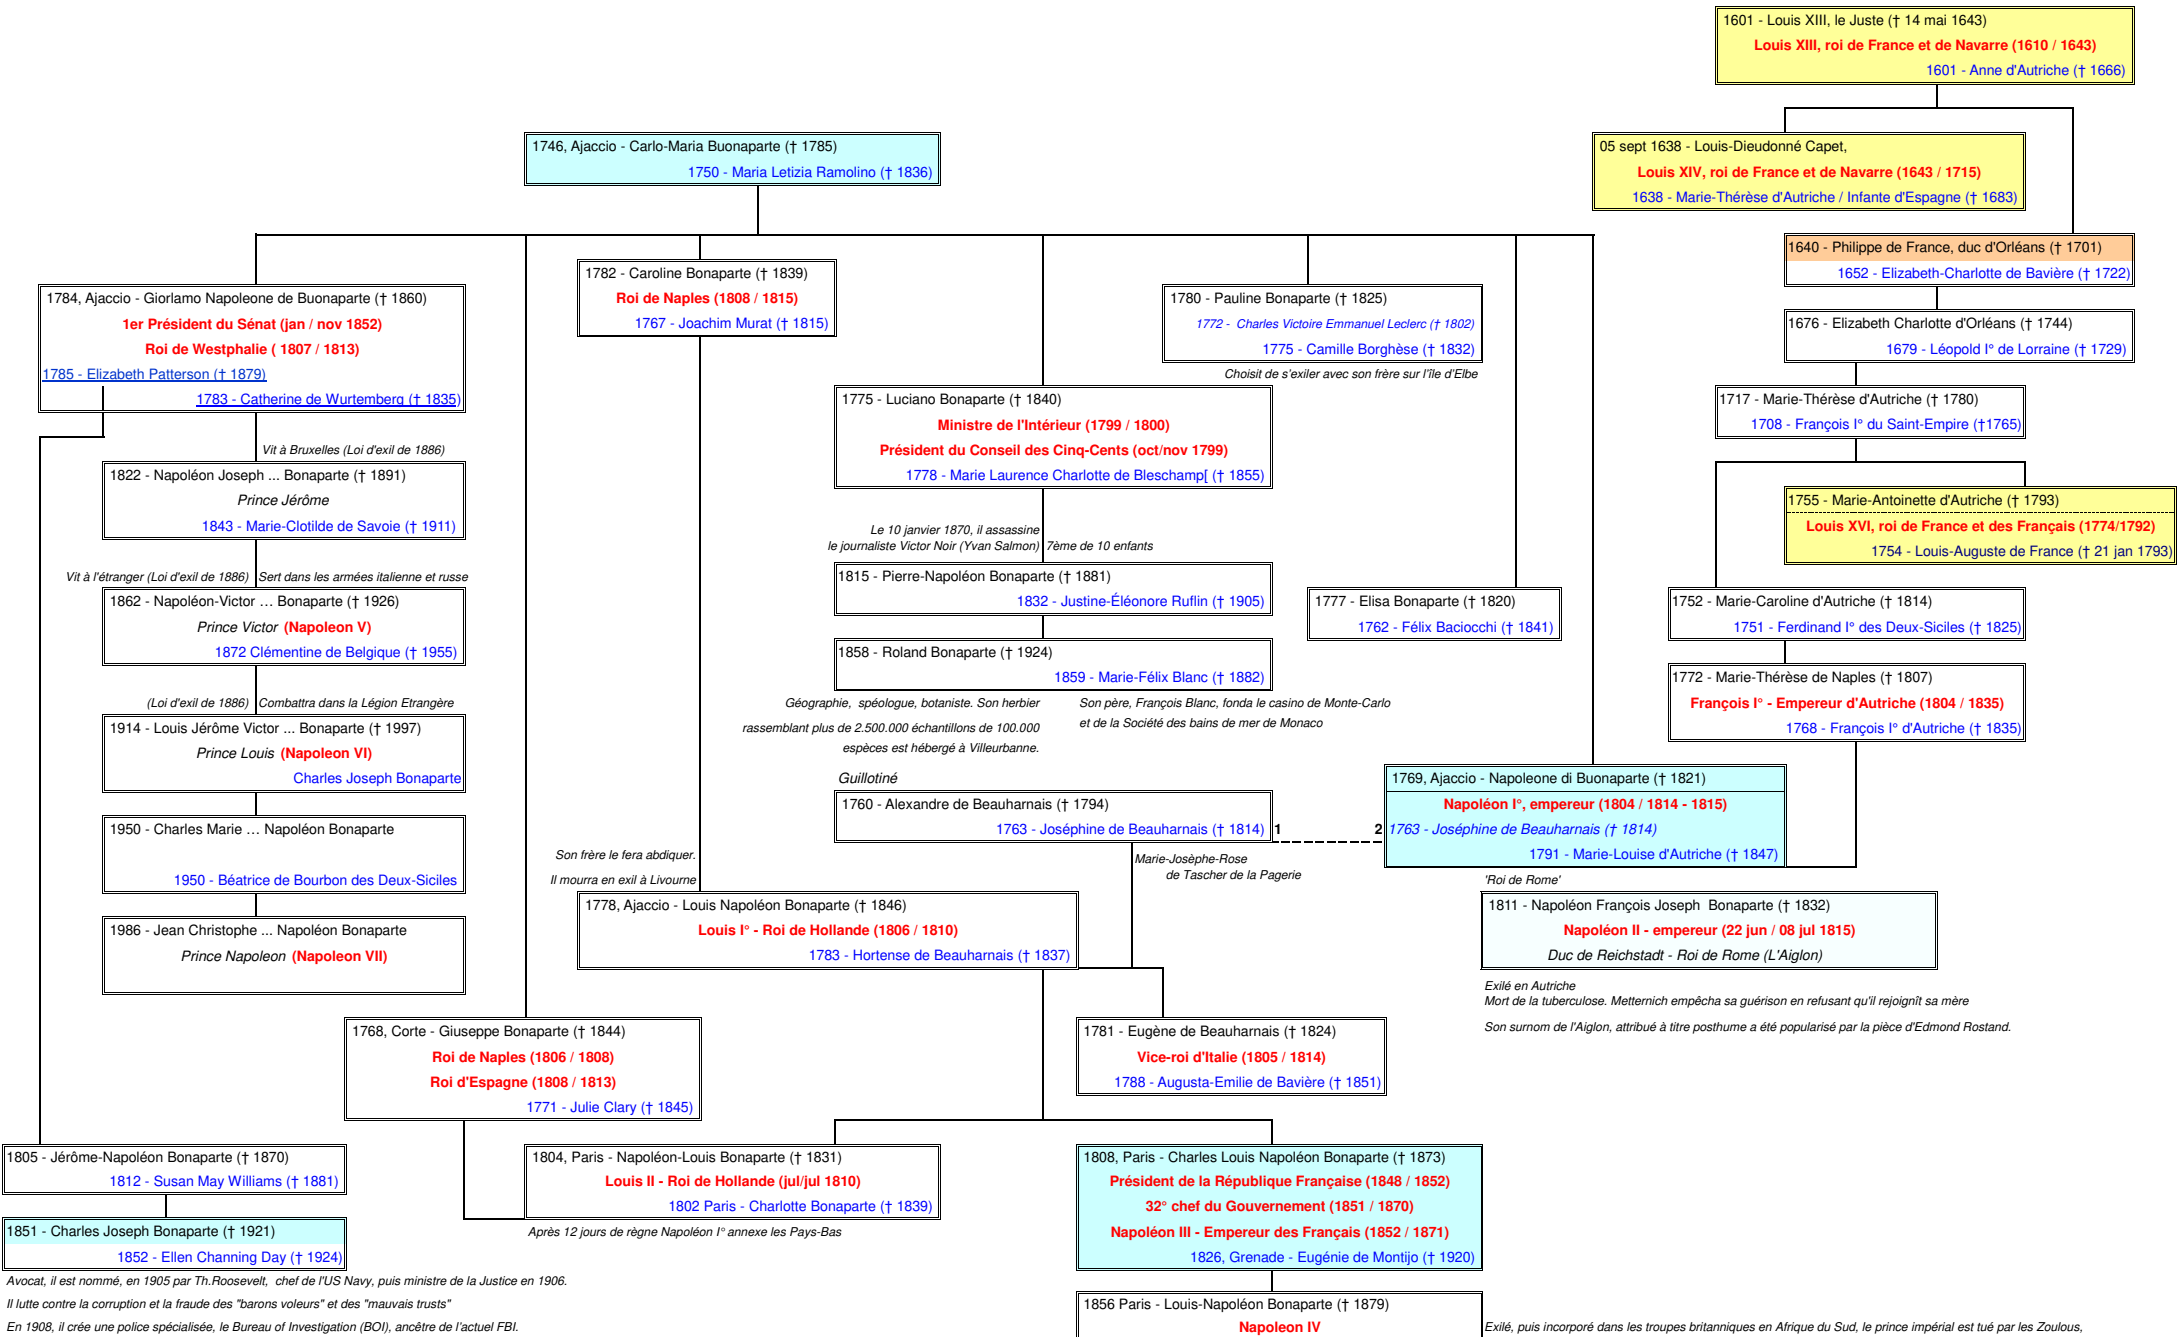 1601 - Louis XIII, le Juste († 14 mai 1643)
Louis XIII, roi de France et de Navarre (1610 / 1643)
1601 - Anne d'Autriche († 1666)
1746, Ajaccio - Carlo-Maria Buonaparte († 1785)
1750 - Maria Letizia Ramolino († 1836)
05 sept 1638 - Louis-Dieudonné Capet,
Louis XIV, roi de France et de Navarre (1643 / 1715)
1638 - Marie-Thérèse d'Autriche / Infante d'Espagne († 1683)
1640 - Philippe de France, duc d'Orléans († 1701)
1652 - Elizabeth-Charlotte de Bavière († 1722)
1676 - Elizabeth Charlotte d'Orléans († 1744)
1679 - Léopold I° de Lorraine († 1729)
1717 - Marie-Thérèse d'Autriche († 1780)
1708 - François I° du Saint-Empire (†1765)
1755 - Marie-Antoinette d'Autriche († 1793)
Louis XVI, roi de France et des Français (1774/1792)
1754 - Louis-Auguste de France († 21 jan 1793)
1752 - Marie-Caroline d'Autriche († 1814)
1751 - Ferdinand I° des Deux-Siciles († 1825)
1772 - Marie-Thérèse de Naples († 1807)
François I° - Empereur d'Autriche (1804 / 1835)
1768 - François I° d'Autriche († 1835)
1784, Ajaccio - Giorlamo Napoleone de Buonaparte († 1860)
1er Président du Sénat (jan / nov 1852)
Roi de Westphalie ( 1807 / 1813)
1785 - Elizabeth Patterson († 1879)
1783 - Catherine de Wurtemberg († 1835)
Vit à Bruxelles (Loi d'exil de 1886)
1822 - Napoléon Joseph ... Bonaparte († 1891)
Prince Jérôme
1843 - Marie-Clotilde de Savoie († 1911)
Vit à l'étranger (Loi d'exil de 1886) Sert dans les armées italienne et russe
1862 - Napoléon-Victor … Bonaparte († 1926)
Prince Victor (Napoleon V)
1872 Clémentine de Belgique († 1955)
(Loi d'exil de 1886) Combattra dans la Légion Etrangère
1914 - Louis Jérôme Victor ... Bonaparte († 1997)
Prince Louis (Napoleon VI)
Charles Joseph Bonaparte
1950 - Charles Marie … Napoléon Bonaparte
1950 - Béatrice de Bourbon des Deux-Siciles
1986 - Jean Christophe ... Napoléon Bonaparte
Prince Napoleon (Napoleon VII)
1782 - Caroline Bonaparte († 1839)
Roi de Naples (1808 / 1815)
1767 - Joachim Murat († 1815)
1780 - Pauline Bonaparte († 1825)
1772 - Charles Victoire Emmanuel Leclerc († 1802)
1775 - Camille Borghèse († 1832)
Choisit de s'exiler avec son frère sur l'île d'Elbe
1775 - Luciano Bonaparte († 1840)
Ministre de l'Intérieur (1799 / 1800)
Président du Conseil des Cinq-Cents (oct/nov 1799)
1778 - Marie Laurence Charlotte de Bleschamp[ († 1855)
Le 10 janvier 1870, il assassine
le journaliste Victor Noir (Yvan Salmon) 7ème de 10 enfants
1815 - Pierre-Napoléon Bonaparte († 1881)
1832 - Justine-Éléonore Ruflin († 1905)
1858 - Roland Bonaparte († 1924)
1859 - Marie-Félix Blanc († 1882)
Géographie, spéologue, botaniste. Son herbier
rassemblant plus de 2.500.000 échantillons de 100.000
espèces est hébergé à Villeurbanne.
Son père, François Blanc, fonda le casino de Monte-Carlo
et de la Société des bains de mer de Monaco
1777 - Elisa Bonaparte († 1820)
1762 - Félix Baciocchi († 1841)
Guillotiné
1760 - Alexandre de Beauharnais († 1794)
1763 - Joséphine de Beauharnais († 1814) 1
Marie-Josèphe-Rose
de Tascher de la Pagerie
1769, Ajaccio - Napoleone di Buonaparte († 1821)
Napoléon I°, empereur (1804 / 1814 - 1815)
2 1763 - Joséphine de Beauharnais († 1814)
1791 - Marie-Louise d'Autriche († 1847)
'Roi de Rome'
1811 - Napoléon François Joseph Bonaparte († 1832)
Napoléon II - empereur (22 jun / 08 jul 1815)
Duc de Reichstadt - Roi de Rome (L'Aiglon)
Exilé en Autriche
Mort de la tuberculose. Metternich empêcha sa guérison en refusant qu'il rejoignît sa mère
Son surnom de l'Aiglon, attribué à titre posthume a été popularisé par la pièce d'Edmond Rostand.
Son frère le fera abdiquer.
Il mourra en exil à Livourne
1778, Ajaccio - Louis Napoléon Bonaparte († 1846)
Louis I° - Roi de Hollande (1806 / 1810)
1783 - Hortense de Beauharnais († 1837)
1768, Corte - Giuseppe Bonaparte († 1844)
Roi de Naples (1806 / 1808)
Roi d'Espagne (1808 / 1813)
1771 - Julie Clary († 1845)
1781 - Eugène de Beauharnais († 1824)
Vice-roi d'Italie (1805 / 1814)
1788 - Augusta-Emilie de Bavière († 1851)
1805 - Jérôme-Napoléon Bonaparte († 1870)
1812 - Susan May Williams († 1881)
1851 - Charles Joseph Bonaparte († 1921)
1852 - Ellen Channing Day († 1924)
Avocat, il est nommé, en 1905 par Th.Roosevelt, chef de l'US Navy, puis ministre de la Justice en 1906.
Il lutte contre la corruption et la fraude des "barons voleurs" et des "mauvais trusts"
En 1908, il crée une police spécialisée, le Bureau of Investigation (BOI), ancêtre de l'actuel FBI.
1804, Paris - Napoléon-Louis Bonaparte († 1831)
Louis II - Roi de Hollande (jul/jul 1810)
1802 Paris - Charlotte Bonaparte († 1839)
Après 12 jours de règne Napoléon I° annexe les Pays-Bas
1808, Paris - Charles Louis Napoléon Bonaparte († 1873)
Président de la République Française (1848 / 1852)
32° chef du Gouvernement (1851 / 1870)
Napoléon III - Empereur des Français (1852 / 1871)
1826, Grenade - Eugénie de Montijo († 1920)
1856 Paris - Louis-Napoléon Bonaparte († 1879)
Napoleon IV
Exilé, puis incorporé dans les troupes britanniques en Afrique du Sud, le prince impérial est tué par les Zoulous,